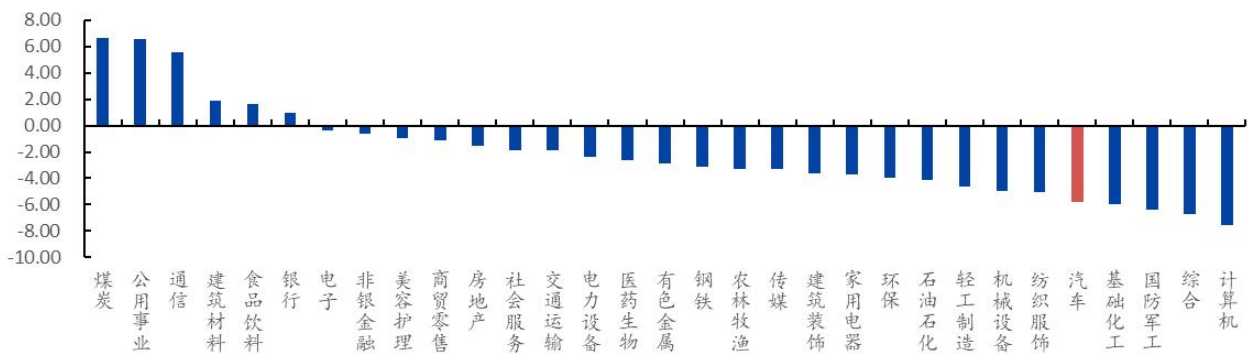 8.00
6.00
4.00
2.00
0.00
-2.00
-4.00
-6.00
-8.00
-10.00
煤炭
公用事业
通信
建筑材料
食品饮料
银行
电子
非银金融
美容护理
商贸零售
房地产
社会服务
交通运输
电力设备
医药生物
有色金属
钢铁
农林牧渔
传媒
建筑装饰
家用电器
环保
石油石化
轻工制造
机械设备
纺织服饰
汽车
基础化工
国防军工
综合
计算机